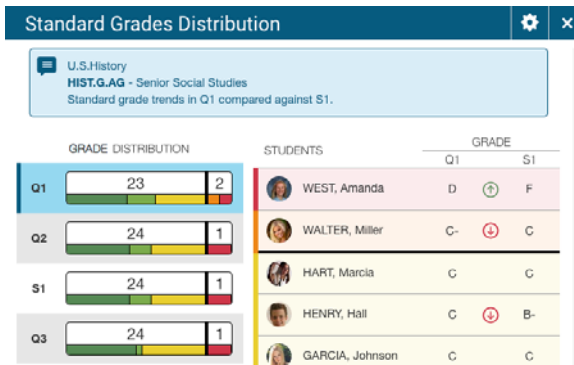 Standard Grades Distribution
U.S.History
HIST.G.AG - Senior Social Studies
Standard grade trends in Q1 compared against S1.
GRADE DISTRIBUTION
Q1 23 2
Q2 24 1
S1 24 1
Q3 24 1
STUDENTS GRADE
Q1 S1
WEST, Amanda D F
WALTER, Miller C- C
HART, Marcia C C
HENRY, Hall C B-
GARCIA, Johnson C C